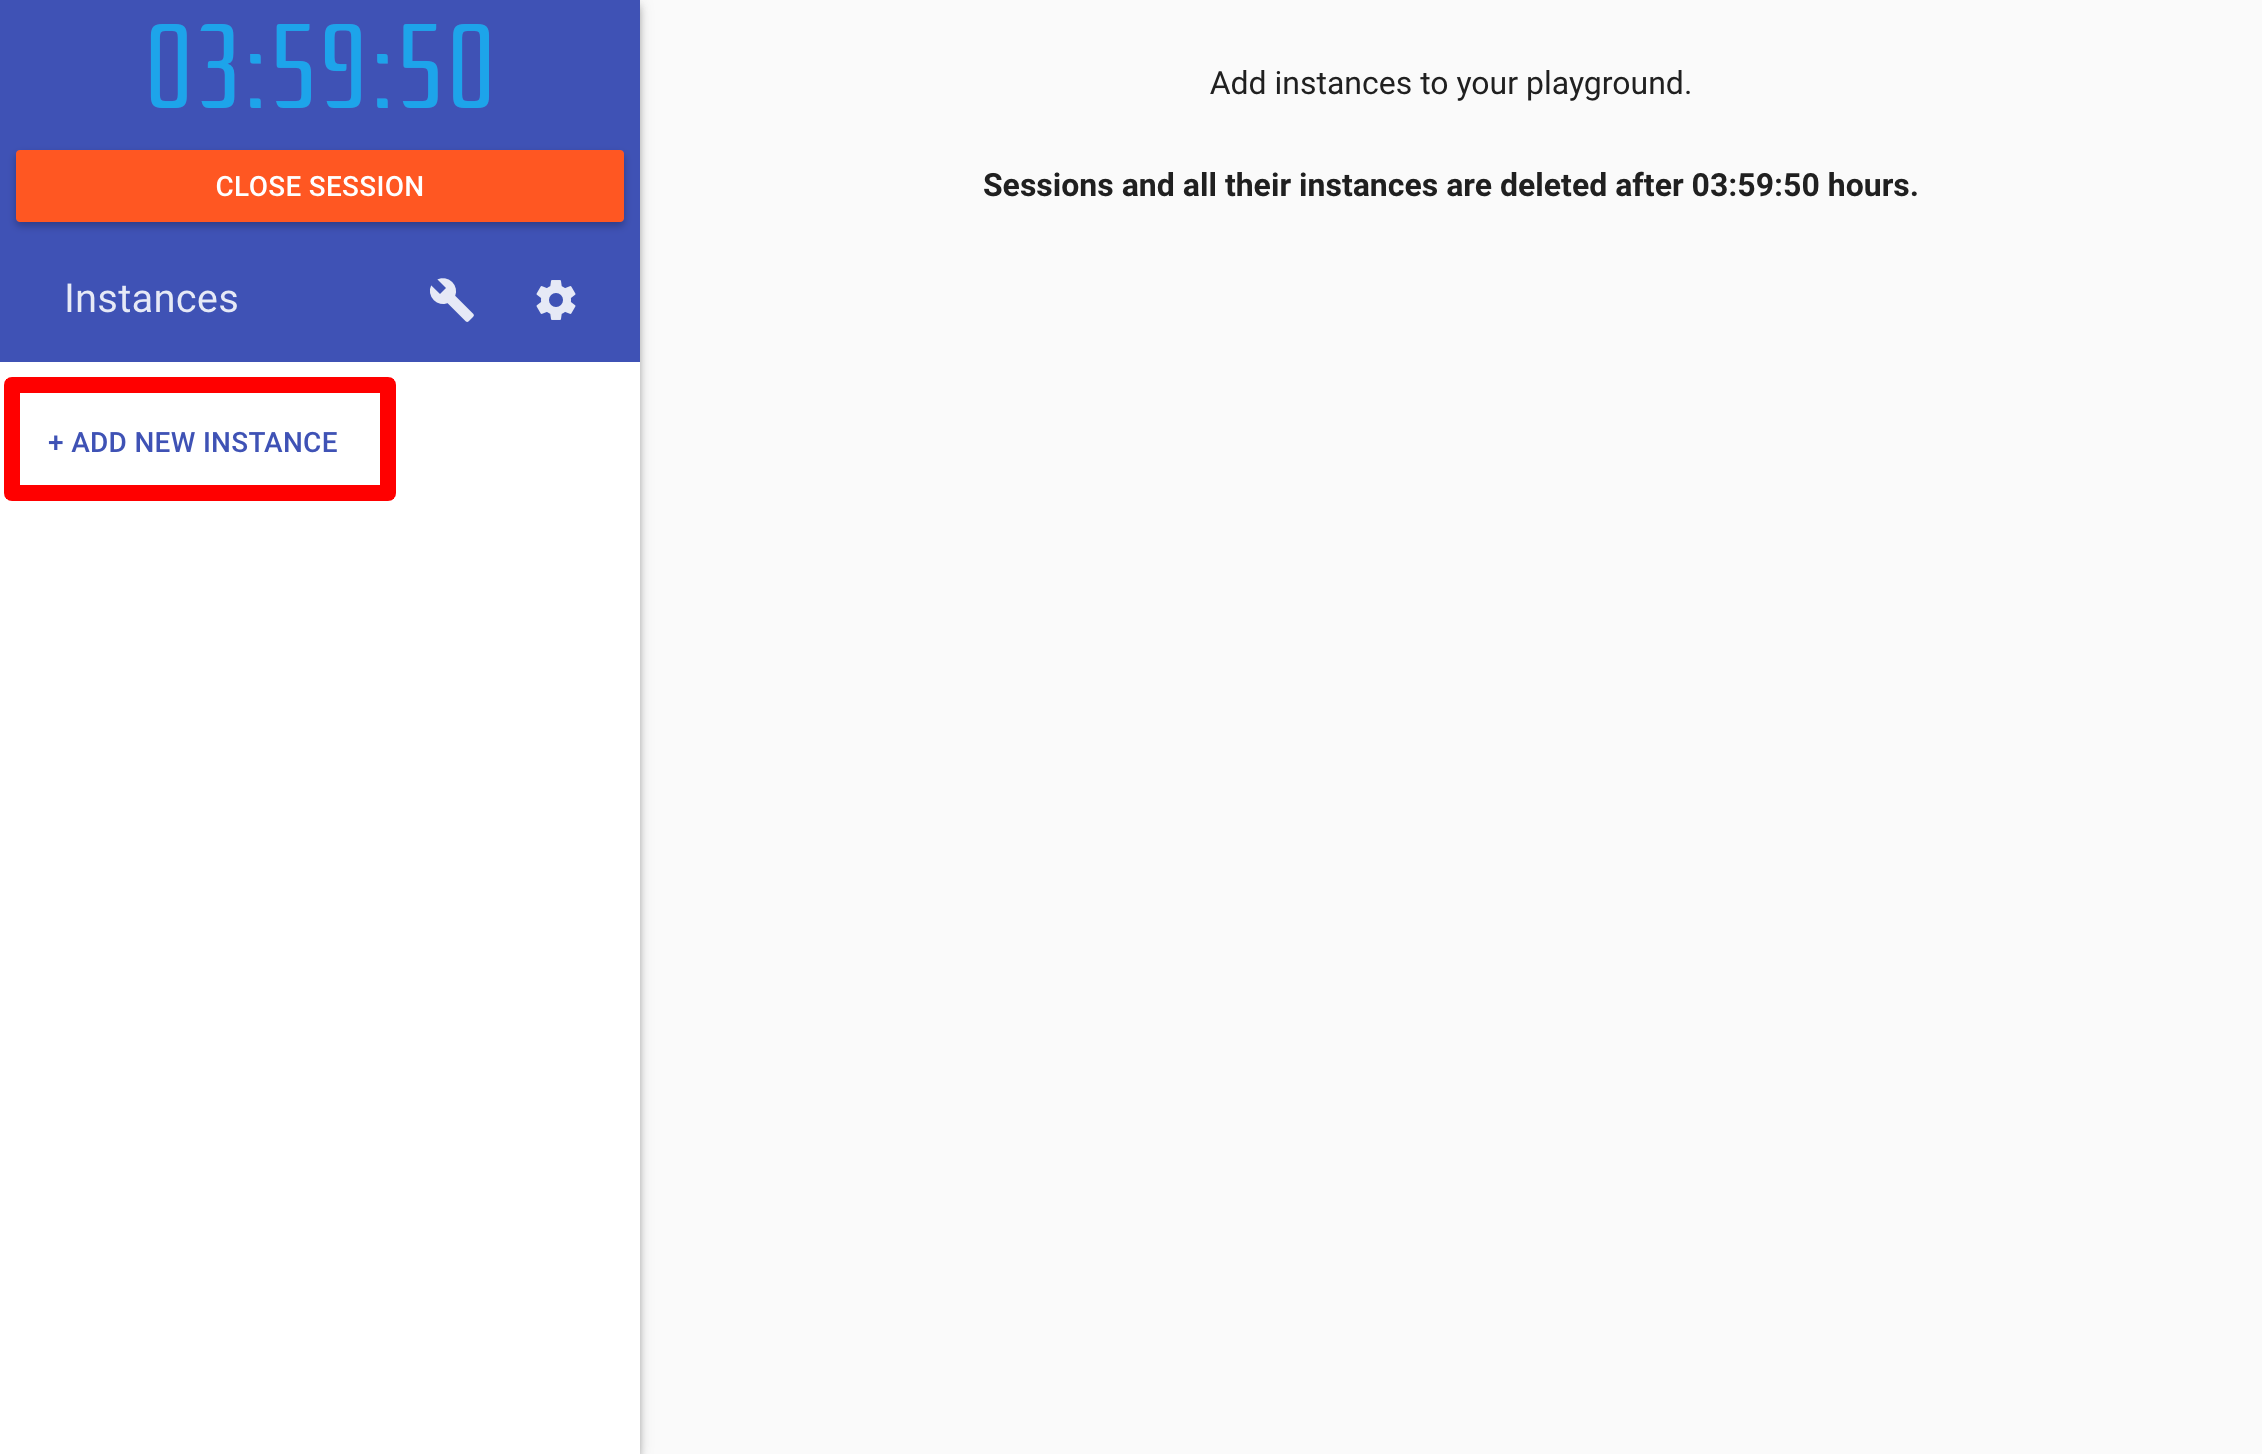 03:59:50
CLOSE SESSION
Instances
+ ADD NEW INSTANCE
Add instances to your playground.
Sessions and all their instances are deleted after 03:59:50 hours.